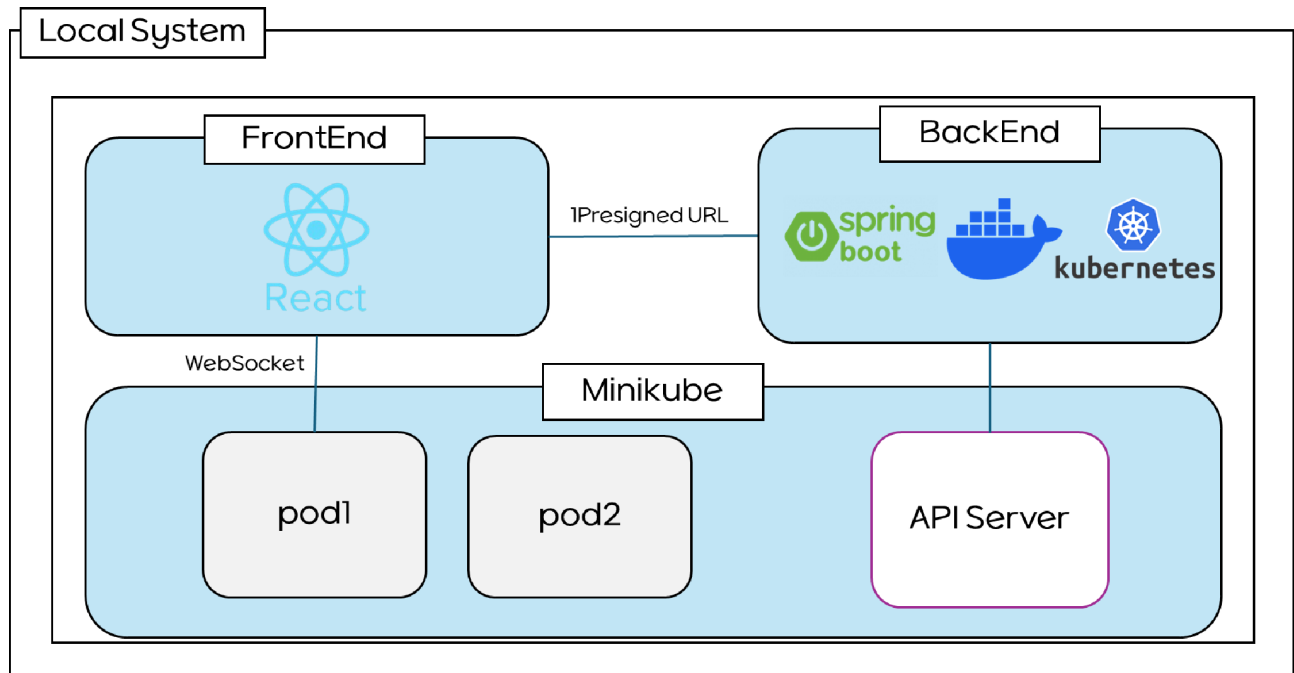 Local System
FrontEnd
BackEnd
React
1Presigned URL
spring
boot
kubernetes
WebSocket
Minikube
pod1
pod2
API Server